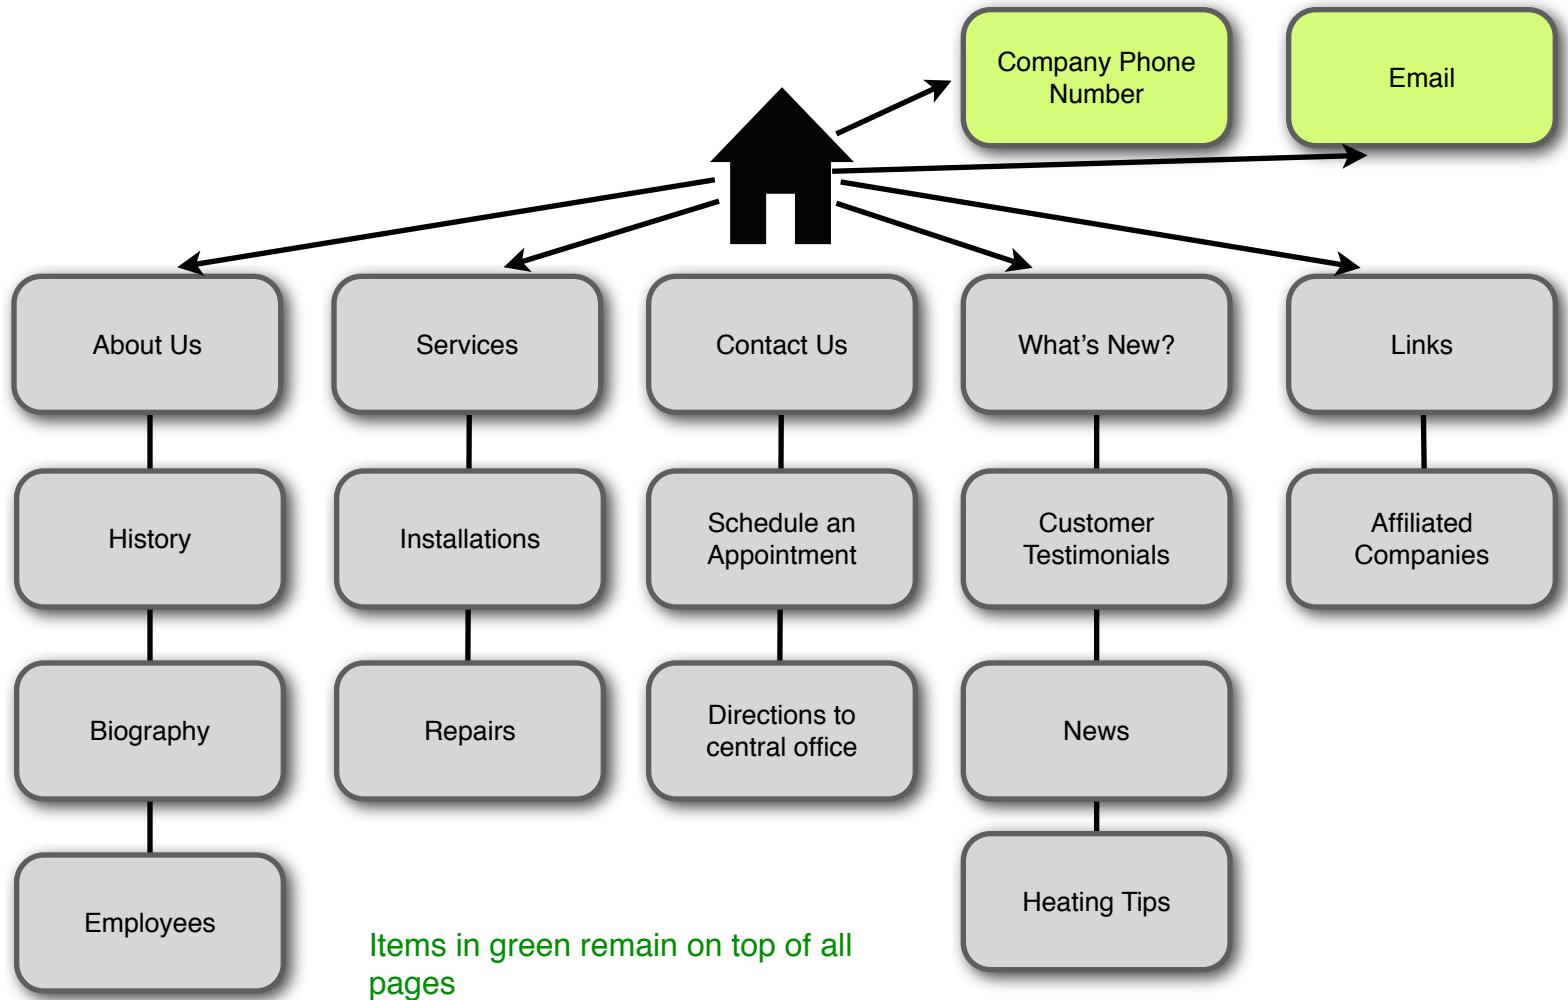 Company Phone
Number
Email
About Us
Services
Contact Us
What's New?
Links
History
Installations
Schedule an
Appointment
Customer
Testimonials
Affiliated
Companies
Biography
Repairs
Directions to
central office
News
Employees
Heating Tips
Items in green remain on top of all
pages